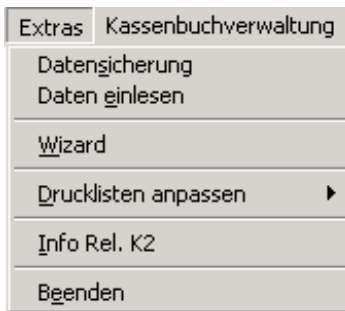 Extras Kassenbuchverwaltung
Datensicherung
Daten einlesen
Wizard
Drucklisten anpassen
Info Rel. K2
Beenden